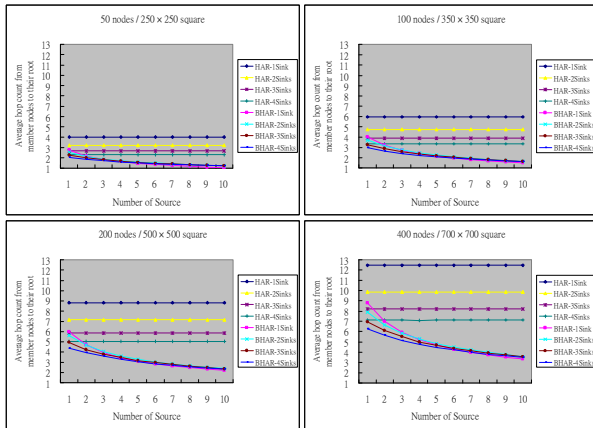 50 nodes / 250 × 250 square
Average hop count from
member nodes to their root
13
12
11
10
9
8
7
6
5
4
3
2
1
1 2 3 4 5 6 7 8 9 10
Number of Source
HAR-1Sink
HAR-2Sinks
HAR-3Sinks
HAR-4Sinks
BHAR-1Sink
BHAR-2Sinks
BHAR-3Sinks
BHAR-4Sinks
100 nodes / 350 × 350 square
Average hop count from
member nodes to their root
13
12
11
10
9
8
7
6
5
4
3
2
1
1 2 3 4 5 6 7 8 9 10
Number of Source
HAR-1Sink
HAR-2Sinks
HAR-3Sinks
HAR-4Sinks
BHAR-1Sink
BHAR-2Sinks
BHAR-3Sinks
BHAR-4Sinks
200 nodes / 500 × 500 square
Average hop count from
member nodes to their root
13
12
11
10
9
8
7
6
5
4
3
2
1
1 2 3 4 5 6 7 8 9 10
Number of Source
HAR-1Sink
HAR-2Sinks
HAR-3Sinks
HAR-4Sinks
BHAR-1Sink
BHAR-2Sinks
BHAR-3Sinks
BHAR-4Sinks
400 nodes / 700 × 700 square
Average hop count from
member nodes to their root
13
12
11
10
9
8
7
6
5
4
3
2
1
1 2 3 4 5 6 7 8 9 10
Number of Source
HAR-1Sink
HAR-2Sinks
HAR-3Sinks
HAR-4Sinks
BHAR-1Sink
BHAR-2Sinks
BHAR-3Sinks
BHAR-4Sinks